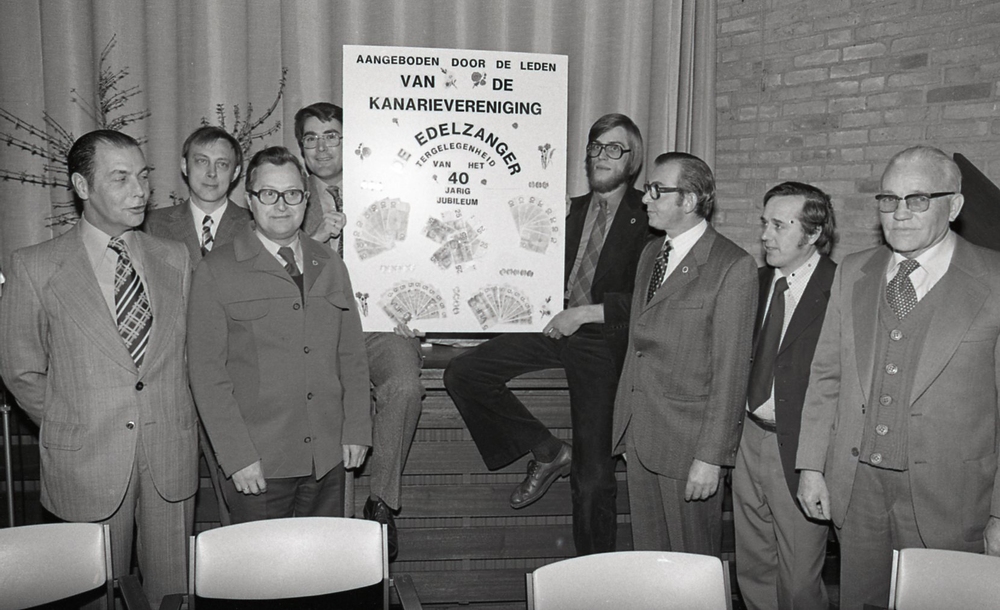 AANGEBODEN DOOR DE LEDEN
VAN DE
KANARIEVERENIGING
DE EDELZANGER
TERGELEGENHEID
VAN HET
40
JARIG
JUBILEUM